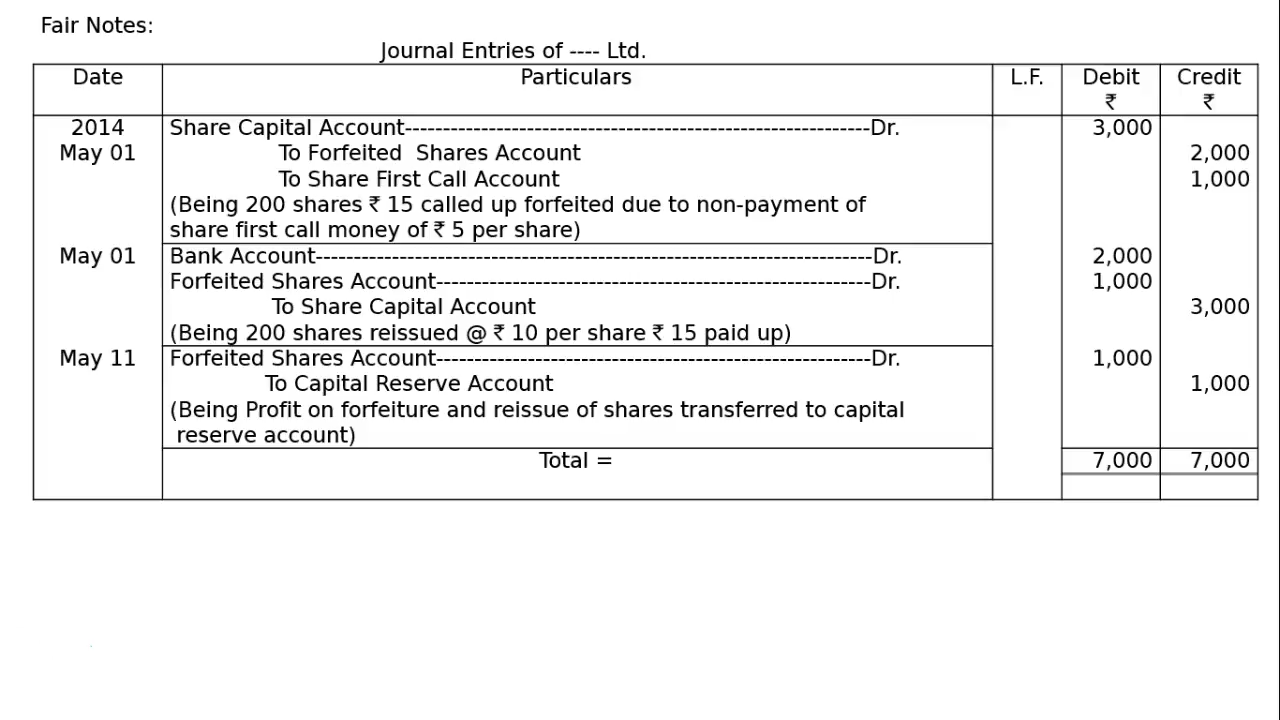 Fair Notes:
Journal Entries of ---- Ltd.
Date Particulars L.F. Debit Credit
₹ ₹
2014 Share Capital Account-------------------------------------------------------------Dr. 3,000
May 01 To Forfeited Shares Account 2,000
To Share First Call Account 1,000
(Being 200 shares ₹ 15 called up forfeited due to non-payment of
share first call money of ₹ 5 per share)
May 01 Bank Account-------------------------------------------------------------------------Dr. 2,000
Forfeited Shares Account---------------------------------------------------------Dr. 1,000
To Share Capital Account 3,000
(Being 200 shares reissued @ ₹ 10 per share ₹ 15 paid up)
May 11 Forfeited Shares Account---------------------------------------------------------Dr. 1,000
To Capital Reserve Account 1,000
(Being Profit on forfeiture and reissue of shares transferred to capital
reserve account)
Total = 7,000 7,000